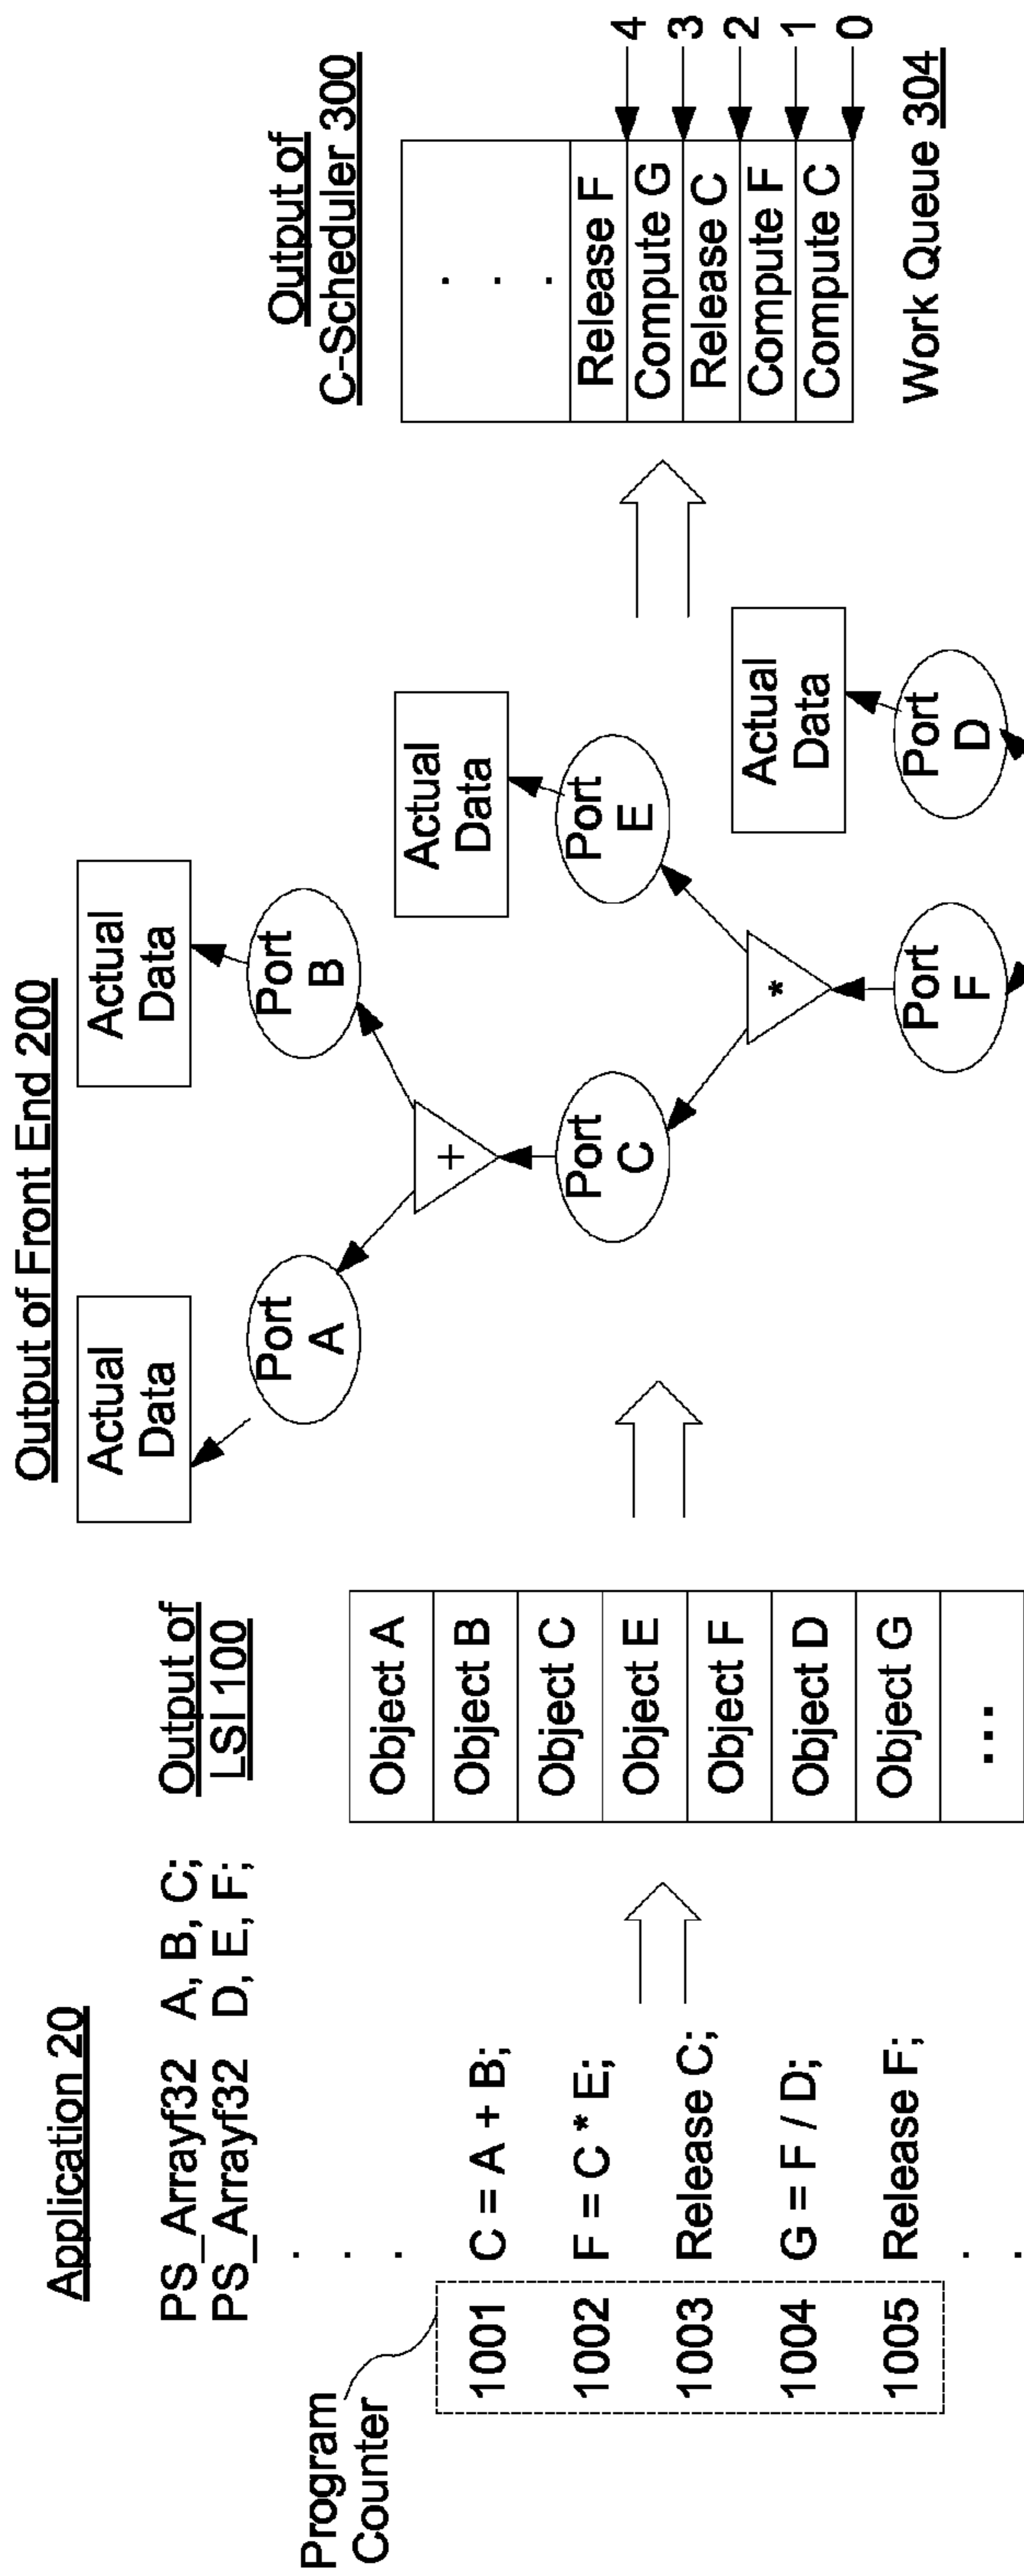 Application 20
PS_Arrayf32 A, B, C;
PS_Arrayf32 D, E, F;
.
.
.
Program
Counter
1001 C = A + B;
1002 F = C * E;
1003 Release C;
1004 G = F / D;
1005 Release F;
.
.
Output of
LSI 100
Object A
Object B
Object C
Object E
Object F
Object D
Object G
...
Output of Front End 200
Actual
Data
Actual
Data
Port
A
Port
B
+
Actual
Data
Port
C
Port
E
*
Actual
Data
Port
F
Port
D
Output of
C-Scheduler 300
.
.
.
Release F
Compute G 4
Release C 3
Compute F 2
Compute C 1
0
Work Queue 304